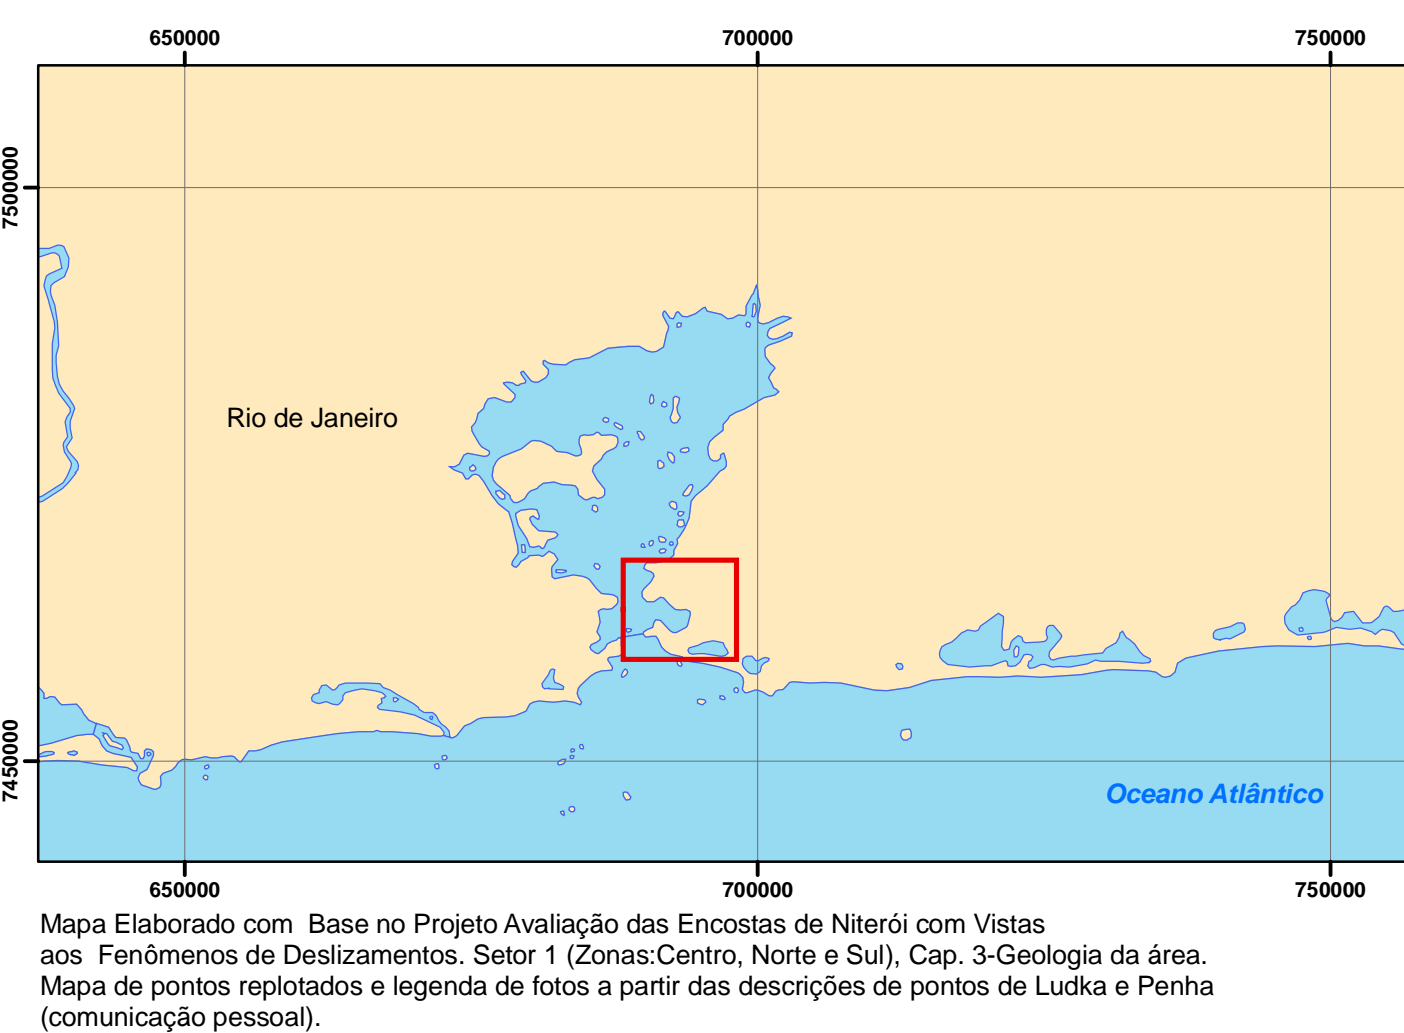 650000 700000 750000
7500000
Rio de Janeiro
7450000
Oceano Atlântico
650000 700000 750000
Mapa Elaborado com Base no Projeto Avaliação das Encostas de Niterói com Vistas
aos Fenômenos de Deslizamentos. Setor 1 (Zonas:Centro, Norte e Sul), Cap. 3-Geologia da área.
Mapa de pontos replotados e legenda de fotos a partir das descrições de pontos de Ludka e Penha
(comunicação pessoal).